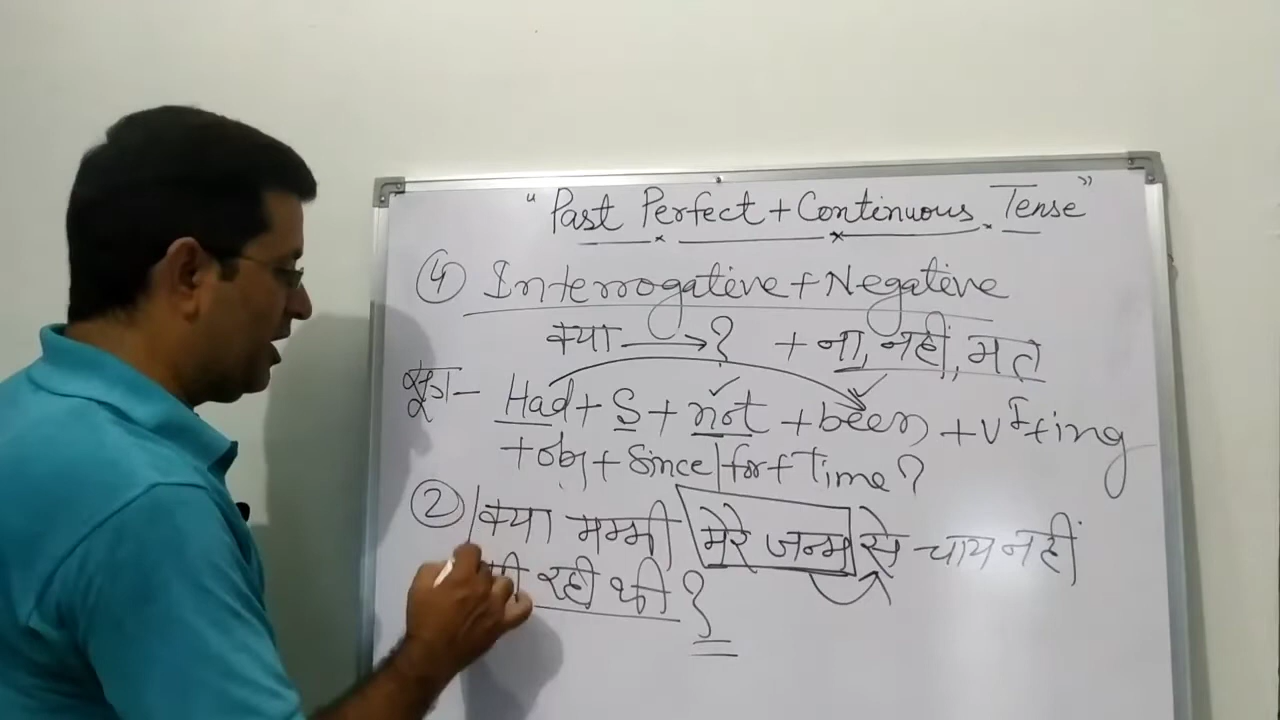 "Past Perfect + Continuous Tense"
④ Interrogative + Negative
क्या → ? + ना, नहीं, मत
सूत्र - Had + S + not + been + V I + ing
+ obj + Since/for + Time?
② क्या मम्मी मेरे जन्म से चाय नहीं
रही थी ?